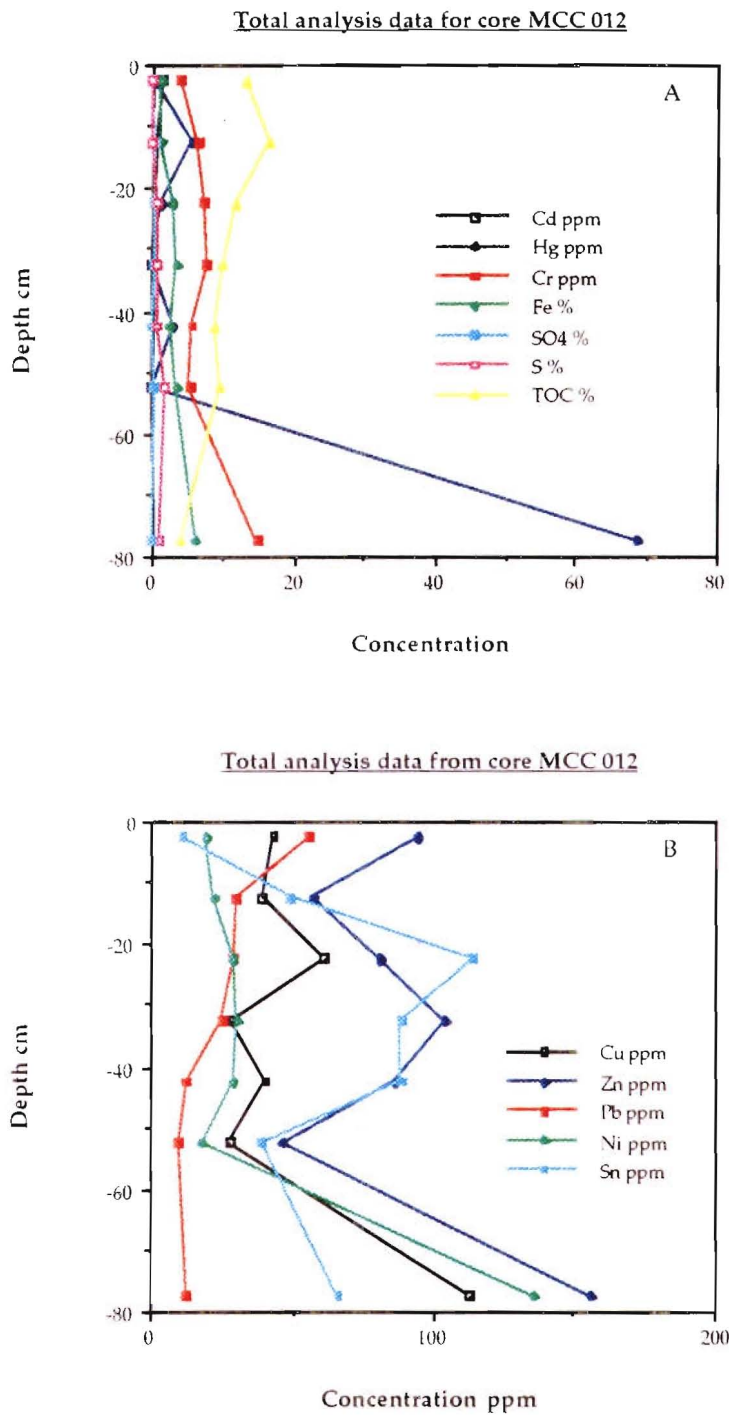 Total analysis data for core MCC 012
A
0
-20
-40
-60
-80
Depth cm
Cd ppm
Hg ppm
Cr ppm
Fe %
SO4 %
S %
TOC %
0
20
40
60
80
Concentration
Total analysis data from core MCC 012
B
0
-20
-40
-60
-80
Depth cm
Cu ppm
Zn ppm
Pb ppm
Ni ppm
Sn ppm
0
100
200
Concentration ppm